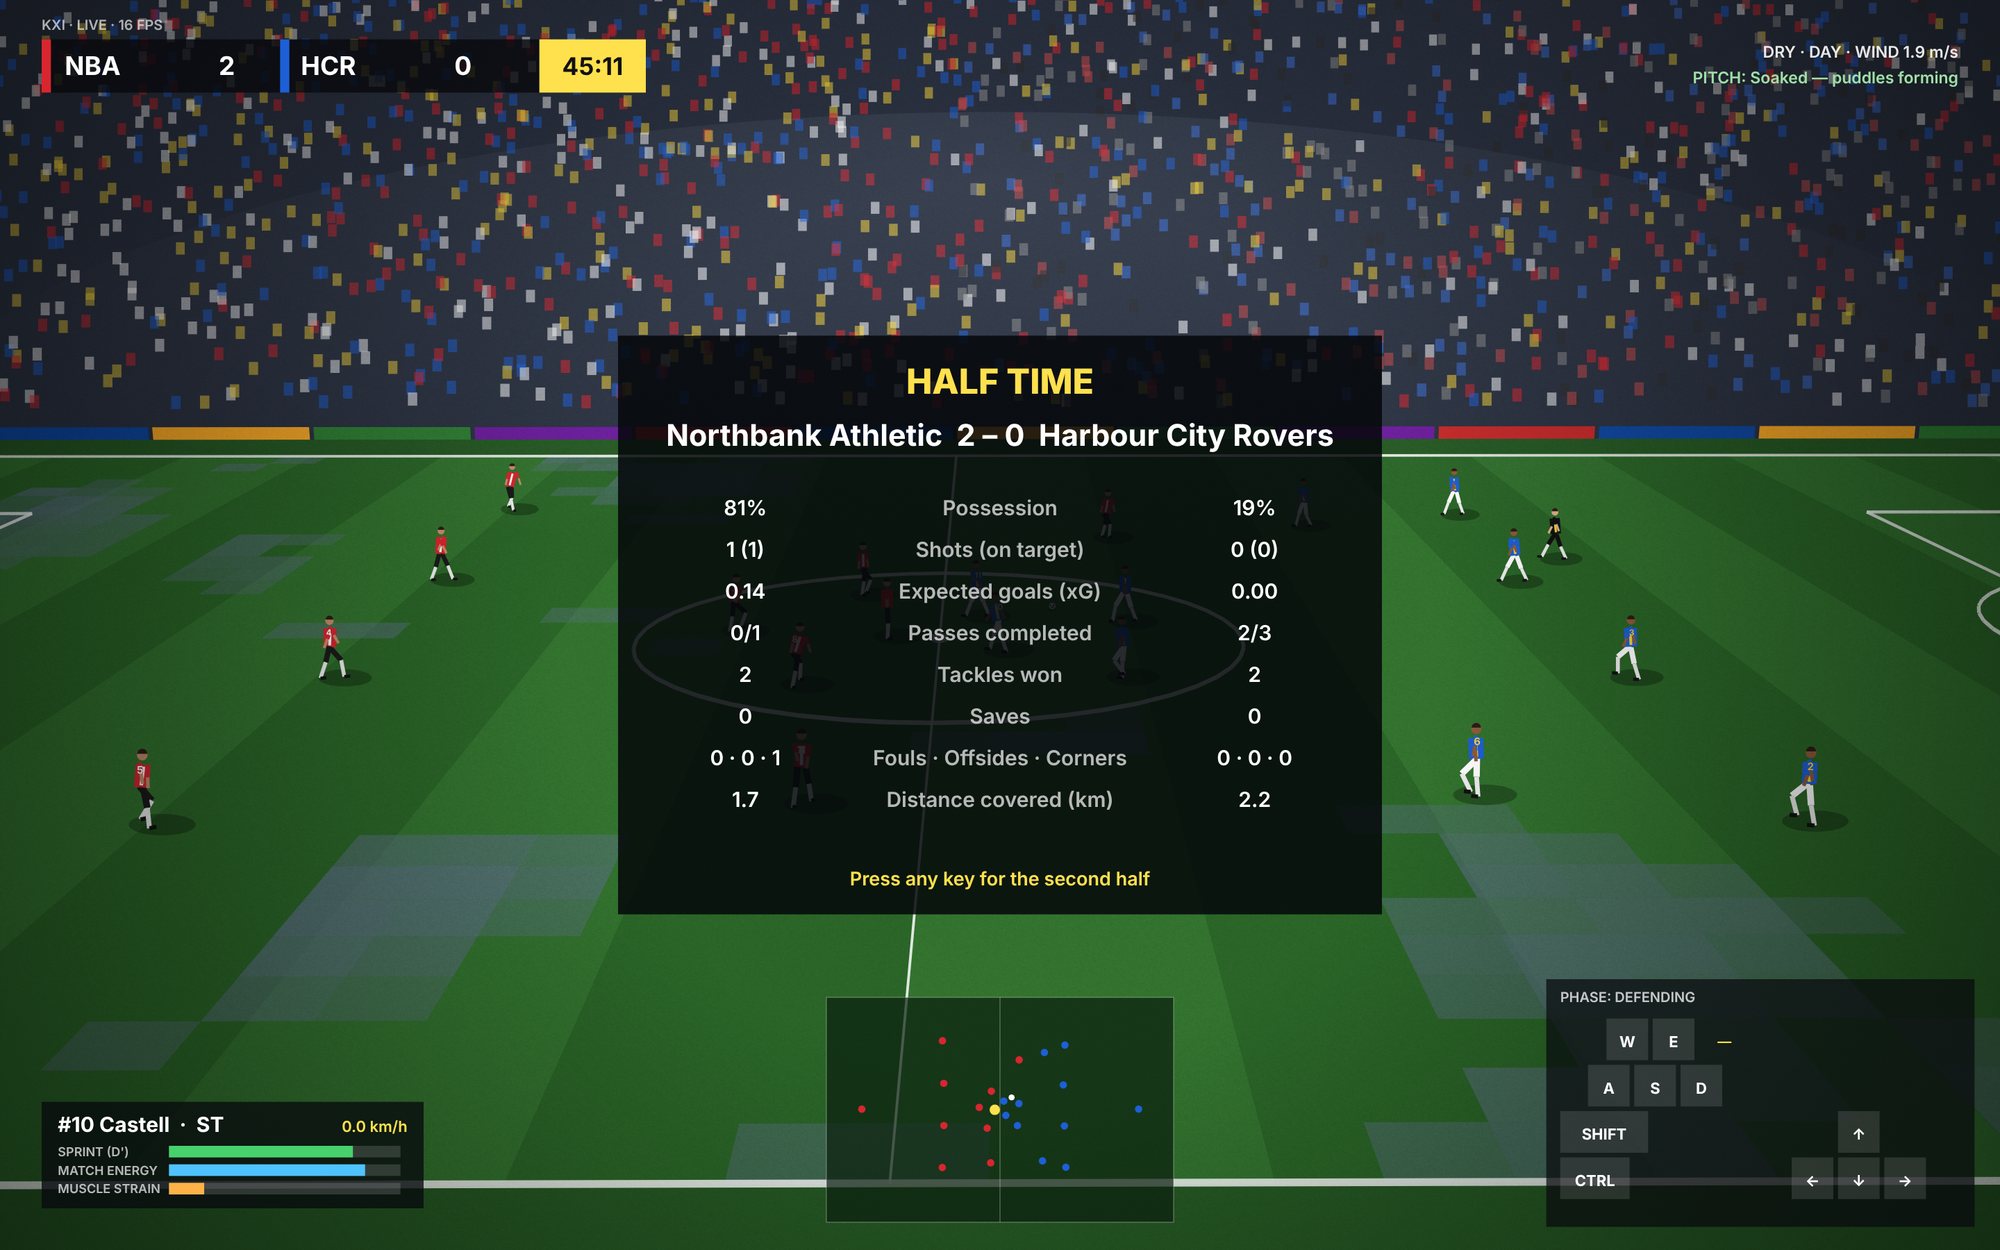 KXI · LIVE · 16 FPS
NBA 2 HCR 0 45:11
DRY · DAY · WIND 1.9 m/s
PITCH: Soaked — puddles forming
HALF TIME
Northbank Athletic 2 – 0 Harbour City Rovers
81% Possession 19%
1 (1) Shots (on target) 0 (0)
0.14 Expected goals (xG) 0.00
0/1 Passes completed 2/3
2 Tackles won 2
0 Saves 0
0 · 0 · 1 Fouls · Offsides · Corners 0 · 0 · 0
1.7 Distance covered (km) 2.2
Press any key for the second half
4
3
5
6
2
#10 Castell · ST 0.0 km/h
SPRINT (D')
MATCH ENERGY
MUSCLE STRAIN
PHASE: DEFENDING
W E —
A S D
SHIFT ↑
CTRL ← ↓ →